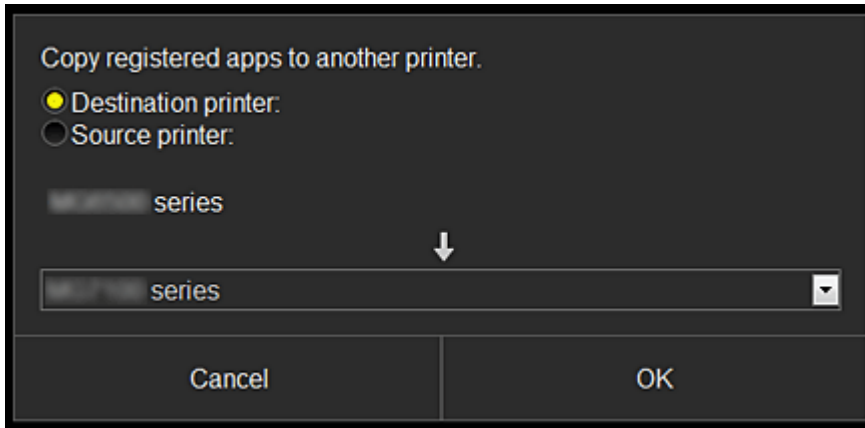 Copy registered apps to another printer.
Destination printer:
Source printer:
series
series
Cancel
OK